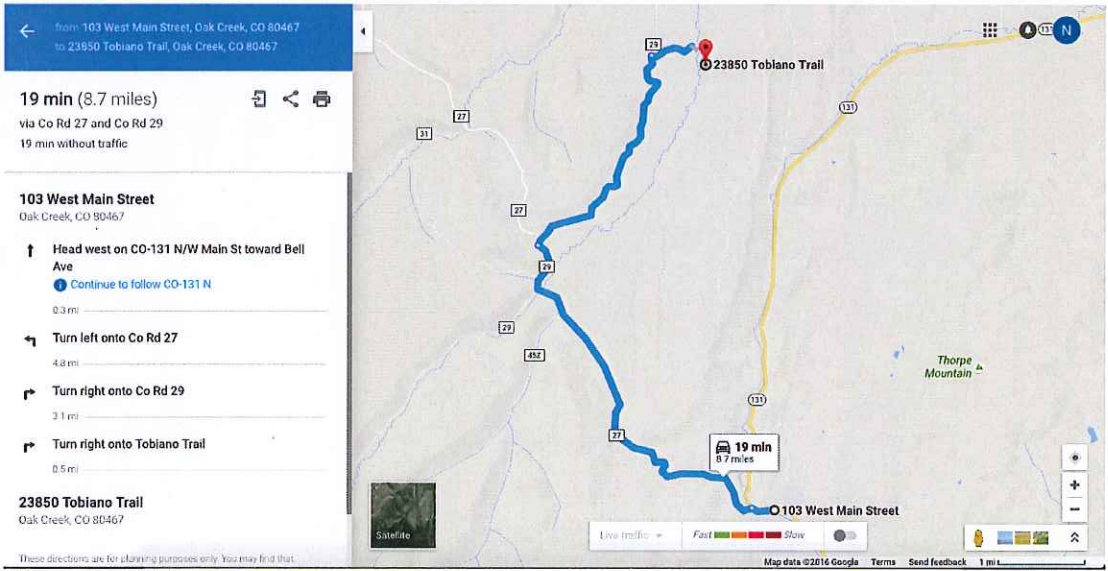 from 103 West Main Street, Oak Creek, CO 80467
to 23850 Tobiano Trail, Oak Creek, CO 80467
19 min (8.7 miles)
via Co Rd 27 and Co Rd 29
19 min without traffic
103 West Main Street
Oak Creek, CO 80467
Head west on CO-131 N/W Main St toward Bell
Ave
Continue to follow CO-131 N
0.3 mi
Turn left onto Co Rd 27
4.8 mi
Turn right onto Co Rd 29
3.1 mi
Turn right onto Tobiano Trail
0.5 mi
23850 Tobiano Trail
Oak Creek, CO 80467
These directions are for planning purposes only. You may find that
29
23850 Tobiano Trail
131
N
131
27
31
27
29
29
452
Thorpe
Mountain
131
27
19 min
8.7 miles
103 West Main Street
Satellite
Live traffic
Fast
Slow
Map data ©2016 Google
Terms
Send feedback
1 mi